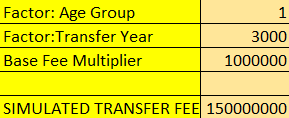 Factor: Age Group 1
Factor:Transfer Year 3000
Base Fee Multiplier 1000000
SIMULATED TRANSFER FEE 150000000